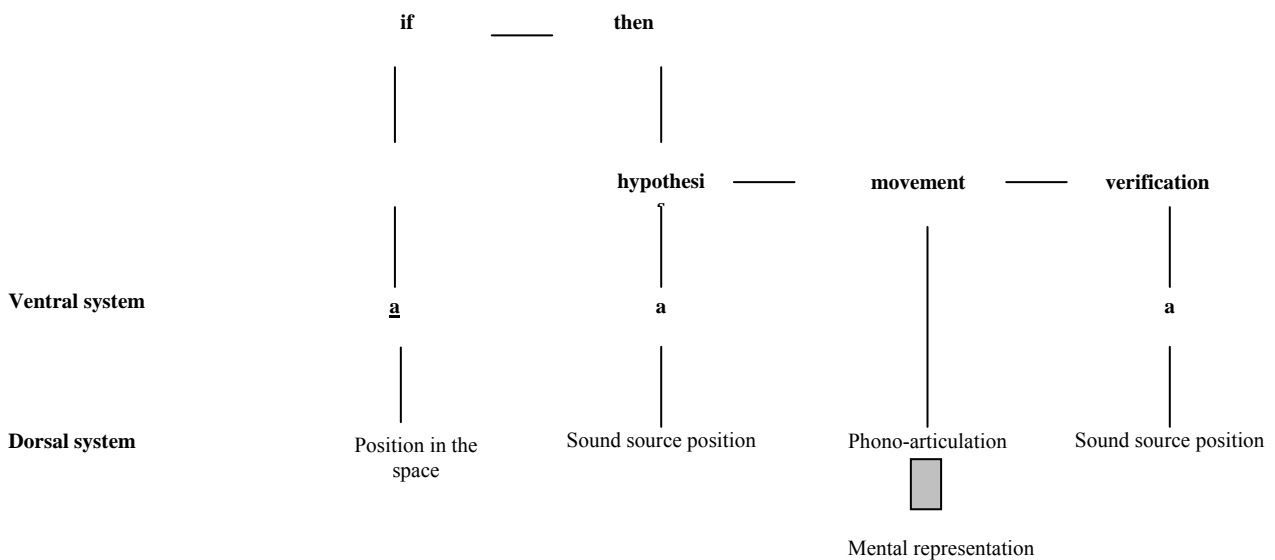 if then
hypothesi movement verification
s
Ventral system a a a
Dorsal system Position in the space Sound source position Phono-articulation Sound source position
Mental representation